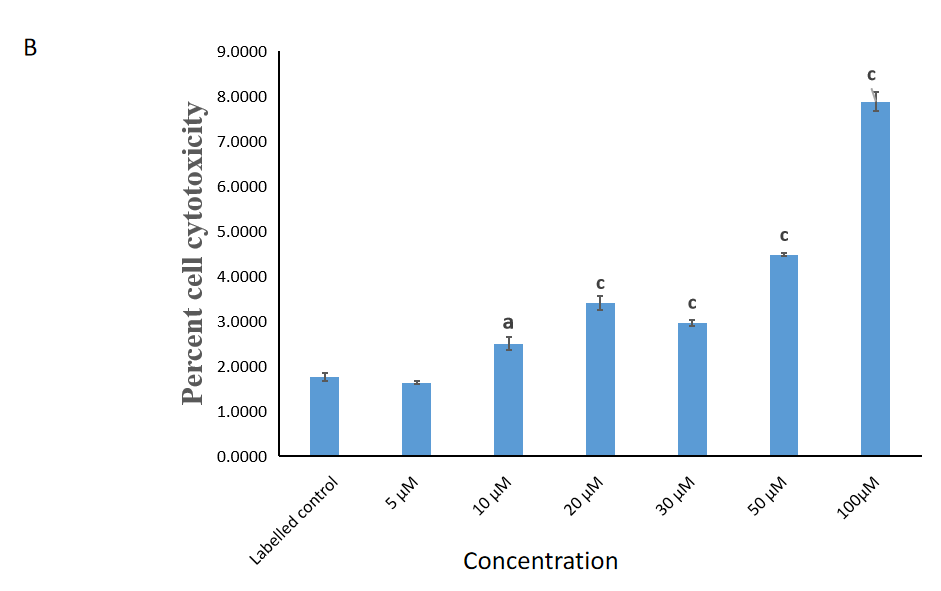 B
Percent cell cytotoxicity
9.0000
8.0000
7.0000
6.0000
5.0000
4.0000
3.0000
2.0000
1.0000
0.0000
a
c
c
c
c
Labelled control
5 µM
10 µM
20 µM
30 µM
50 µM
100µM
Concentration